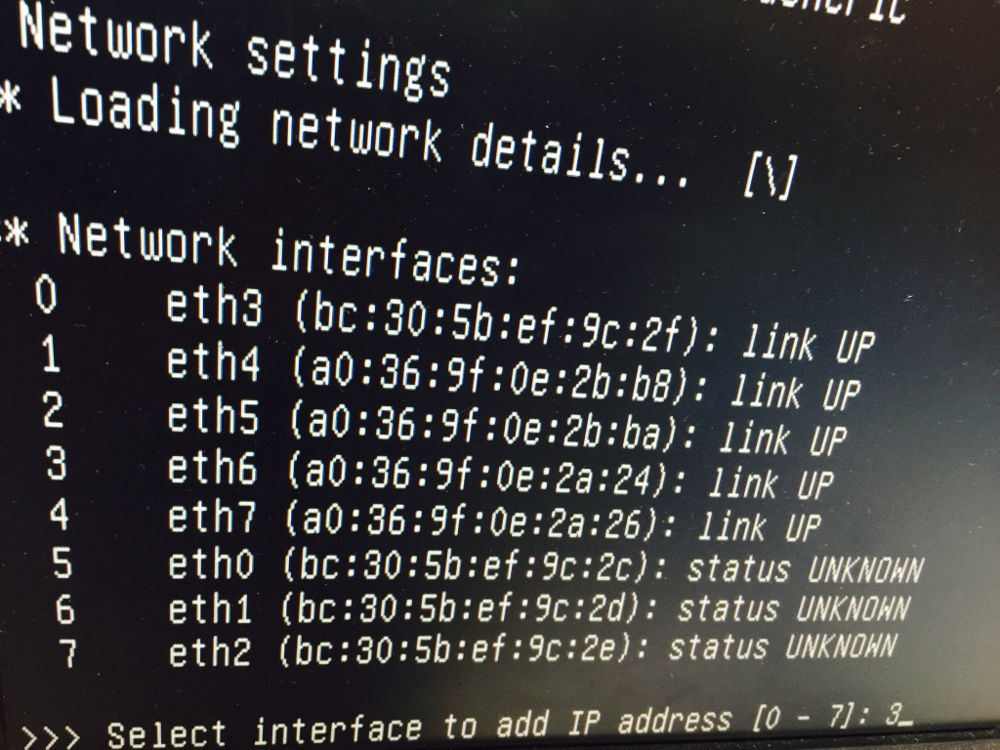 Network settings
* Loading network details... [\]
* Network interfaces:
0 eth3 (bc:30:5b:ef:9c:2f): link UP
1 eth4 (a0:36:9f:0e:2b:b8): link UP
2 eth5 (a0:36:9f:0e:2b:ba): link UP
3 eth6 (a0:36:9f:0e:2a:24): link UP
4 eth7 (a0:36:9f:0e:2a:26): link UP
5 eth0 (bc:30:5b:ef:9c:2c): status UNKNOWN
6 eth1 (bc:30:5b:ef:9c:2d): status UNKNOWN
7 eth2 (bc:30:5b:ef:9c:2e): status UNKNOWN
>>> Select interface to add IP address [0 - 7]: 3_